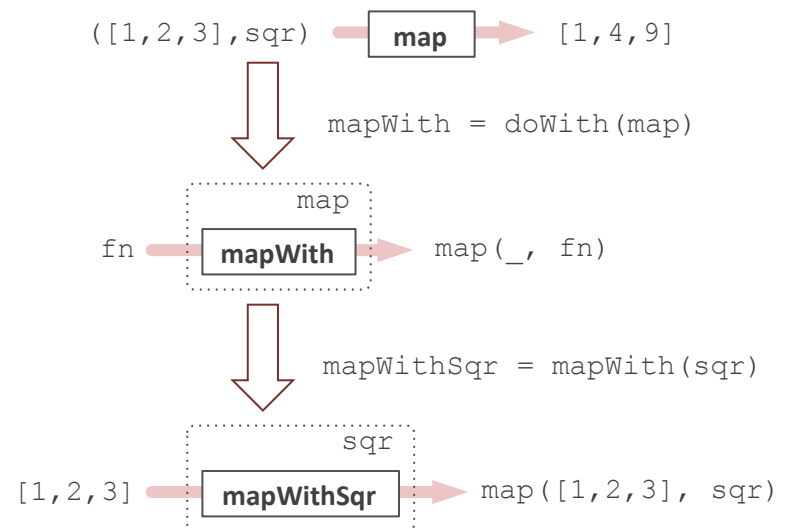 ([1,2,3],sqr) map [1,4,9]
mapWith = doWith(map)
map
fn mapWith map(_, fn)
mapWithSqr = mapWith(sqr)
sqr
[1,2,3] mapWithSqr map([1,2,3], sqr)